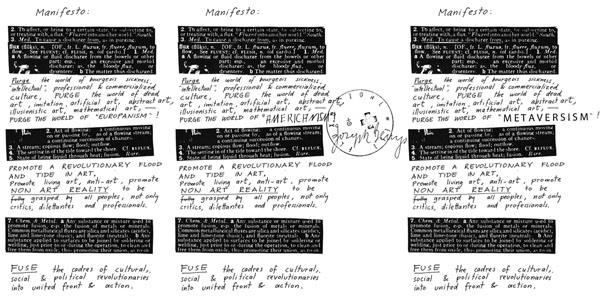 Manifesto:
2. To affect, or bring to a certain state, by subjecting to,
or treating with, a flux. "Fluxed into another world." South.
3. Med. To cause a discharge from, as in purging.
flux (flŭks), n. [OF., fr. L. fluxus, fr. fluere, fluxum, to
flow. See FLUENT; cf. FLUSH, n. (of cards).] 1. Med.
a A flowing or fluid discharge from the bowels or other
part; esp., an excessive and morbid
discharge; as, the bloody flux, or
dysentery. b The matter thus discharged.
Purge the world of bourgeois sickness,
"intellectual", professional & commercialized
culture, PURGE the world of dead
art, imitation, artificial art, abstract art,
illusionistic art, mathematical art, —
PURGE THE WORLD OF "EUROPANISM"!
2. Act of flowing: a continuous moving
on or passing by, as of a flowing stream;
a continuing succession of changes.
3. A stream; copious flow; flood; outflow.
4. The setting in of the tide toward the shore. Cf. REFLUX.
5. State of being liquid through heat; fusion. Rare.
PROMOTE A REVOLUTIONARY FLOOD
AND TIDE IN ART,
Promote living art, anti-art, promote
NON ART REALITY to be
fully grasped by all peoples, not only
critics, dilettantes and professionals.
7. Chem. & Metal. a Any substance or mixture used to
promote fusion, esp. the fusion of metals or minerals.
Common metallurgical fluxes are silica and silicates (acidic),
lime and limestone (basic), and fluorite (neutral). b Any
substance applied to surfaces to be joined by soldering or
welding, just prior to or during the operation, to clean and
free them from oxide, thus promoting their union, as rosin.
FUSE the cadres of cultural,
social & political revolutionaries
into united front & action.
Manifesto:
2. To affect, or bring to a certain state, by subjecting to,
or treating with, a flux. "Fluxed into another world." South.
3. Med. To cause a discharge from, as in purging.
flux (flŭks), n. [OF., fr. L. fluxus, fr. fluere, fluxum, to
flow. See FLUENT; cf. FLUSH, n. (of cards).] 1. Med.
a A flowing or fluid discharge from the bowels or other
part; esp., an excessive and morbid
discharge; as, the bloody flux, or
dysentery. b The matter thus discharged.
Purge the world of bourgeois sickness,
"intellectual", professional & commercialized
culture, PURGE the world of dead
art, imitation, artificial art, abstract art,
illusionistic art, mathematical art, —
PURGE THE WORLD OF "AMERICANISM"!
Joseph Beuys
2. Act of flowing: a continuous moving
on or passing by, as of a flowing stream;
a continuing succession of changes.
3. A stream; copious flow; flood; outflow.
4. The setting in of the tide toward the shore. Cf. REFLUX.
5. State of being liquid through heat; fusion. Rare.
PROMOTE A REVOLUTIONARY FLOOD
AND TIDE IN ART,
Promote living art, anti-art, promote
NON ART REALITY to be
fully grasped by all peoples, not only
critics, dilettantes and professionals.
7. Chem. & Metal. a Any substance or mixture used to
promote fusion, esp. the fusion of metals or minerals.
Common metallurgical fluxes are silica and silicates (acidic),
lime and limestone (basic), and fluorite (neutral). b Any
substance applied to surfaces to be joined by soldering or
welding, just prior to or during the operation, to clean and
free them from oxide, thus promoting their union, as rosin.
FUSE the cadres of cultural,
social & political revolutionaries
into united front & action.
Manifesto:
2. To affect, or bring to a certain state, by subjecting to,
or treating with, a flux. "Fluxed into another world." South.
3. Med. To cause a discharge from, as in purging.
flux (flŭks), n. [OF., fr. L. fluxus, fr. fluere, fluxum, to
flow. See FLUENT; cf. FLUSH, n. (of cards).] 1. Med.
a A flowing or fluid discharge from the bowels or other
part; esp., an excessive and morbid
discharge; as, the bloody flux, or
dysentery. b The matter thus discharged.
Purge the world of bourgeois sickness,
"intellectual", professional & commercialized
culture, PURGE the world of dead
art, imitation, artificial art, abstract art,
illusionistic art, mathematical art, —
PURGE THE WORLD OF "METAVERSISM"!
2. Act of flowing: a continuous moving
on or passing by, as of a flowing stream;
a continuing succession of changes.
3. A stream; copious flow; flood; outflow.
4. The setting in of the tide toward the shore. Cf. REFLUX.
5. State of being liquid through heat; fusion. Rare.
PROMOTE A REVOLUTIONARY FLOOD
AND TIDE IN ART,
Promote living art, anti-art, promote
NON ART REALITY to be
fully grasped by all peoples, not only
critics, dilettantes and professionals.
7. Chem. & Metal. a Any substance or mixture used to
promote fusion, esp. the fusion of metals or minerals.
Common metallurgical fluxes are silica and silicates (acidic),
lime and limestone (basic), and fluorite (neutral). b Any
substance applied to surfaces to be joined by soldering or
welding, just prior to or during the operation, to clean and
free them from oxide, thus promoting their union, as rosin.
FUSE the cadres of cultural,
social & political revolutionaries
into united front & action.